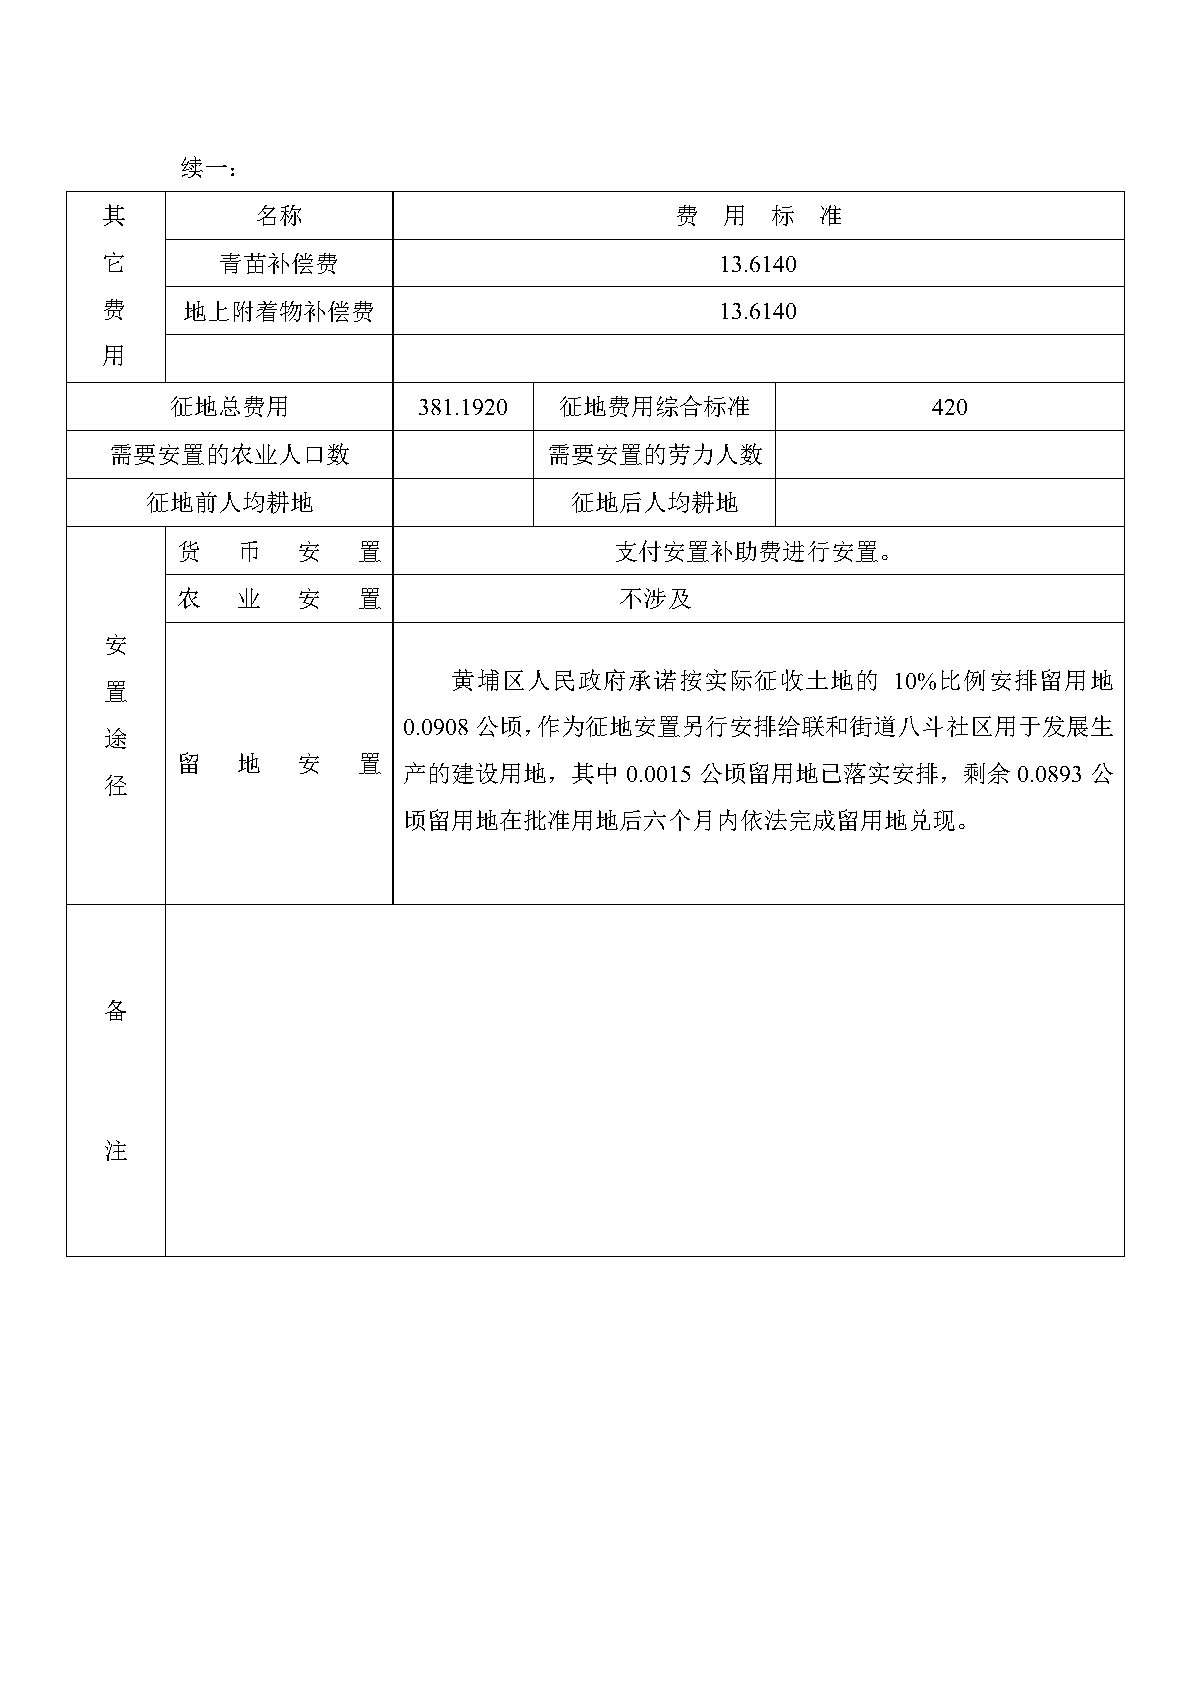 续一：
其它费用 名称 费 用 标 准
青苗补偿费 13.6140
地上附着物补偿费 13.6140
征地总费用 381.1920 征地费用综合标准 420
需要安置的农业人口数 需要安置的劳力人数
征地前人均耕地 征地后人均耕地
安置途径 货币安置 支付安置补助费进行安置。
农业安置 不涉及
留地安置
黄埔区人民政府承诺按实际征收土地的 10%比例安排留用地
0.0908 公顷，作为征地安置另行安排给联和街道八斗社区用于发展生
产的建设用地，其中 0.0015 公顷留用地已落实安排，剩余 0.0893 公
顷留用地在批准用地后六个月内依法完成留用地兑现。
备注